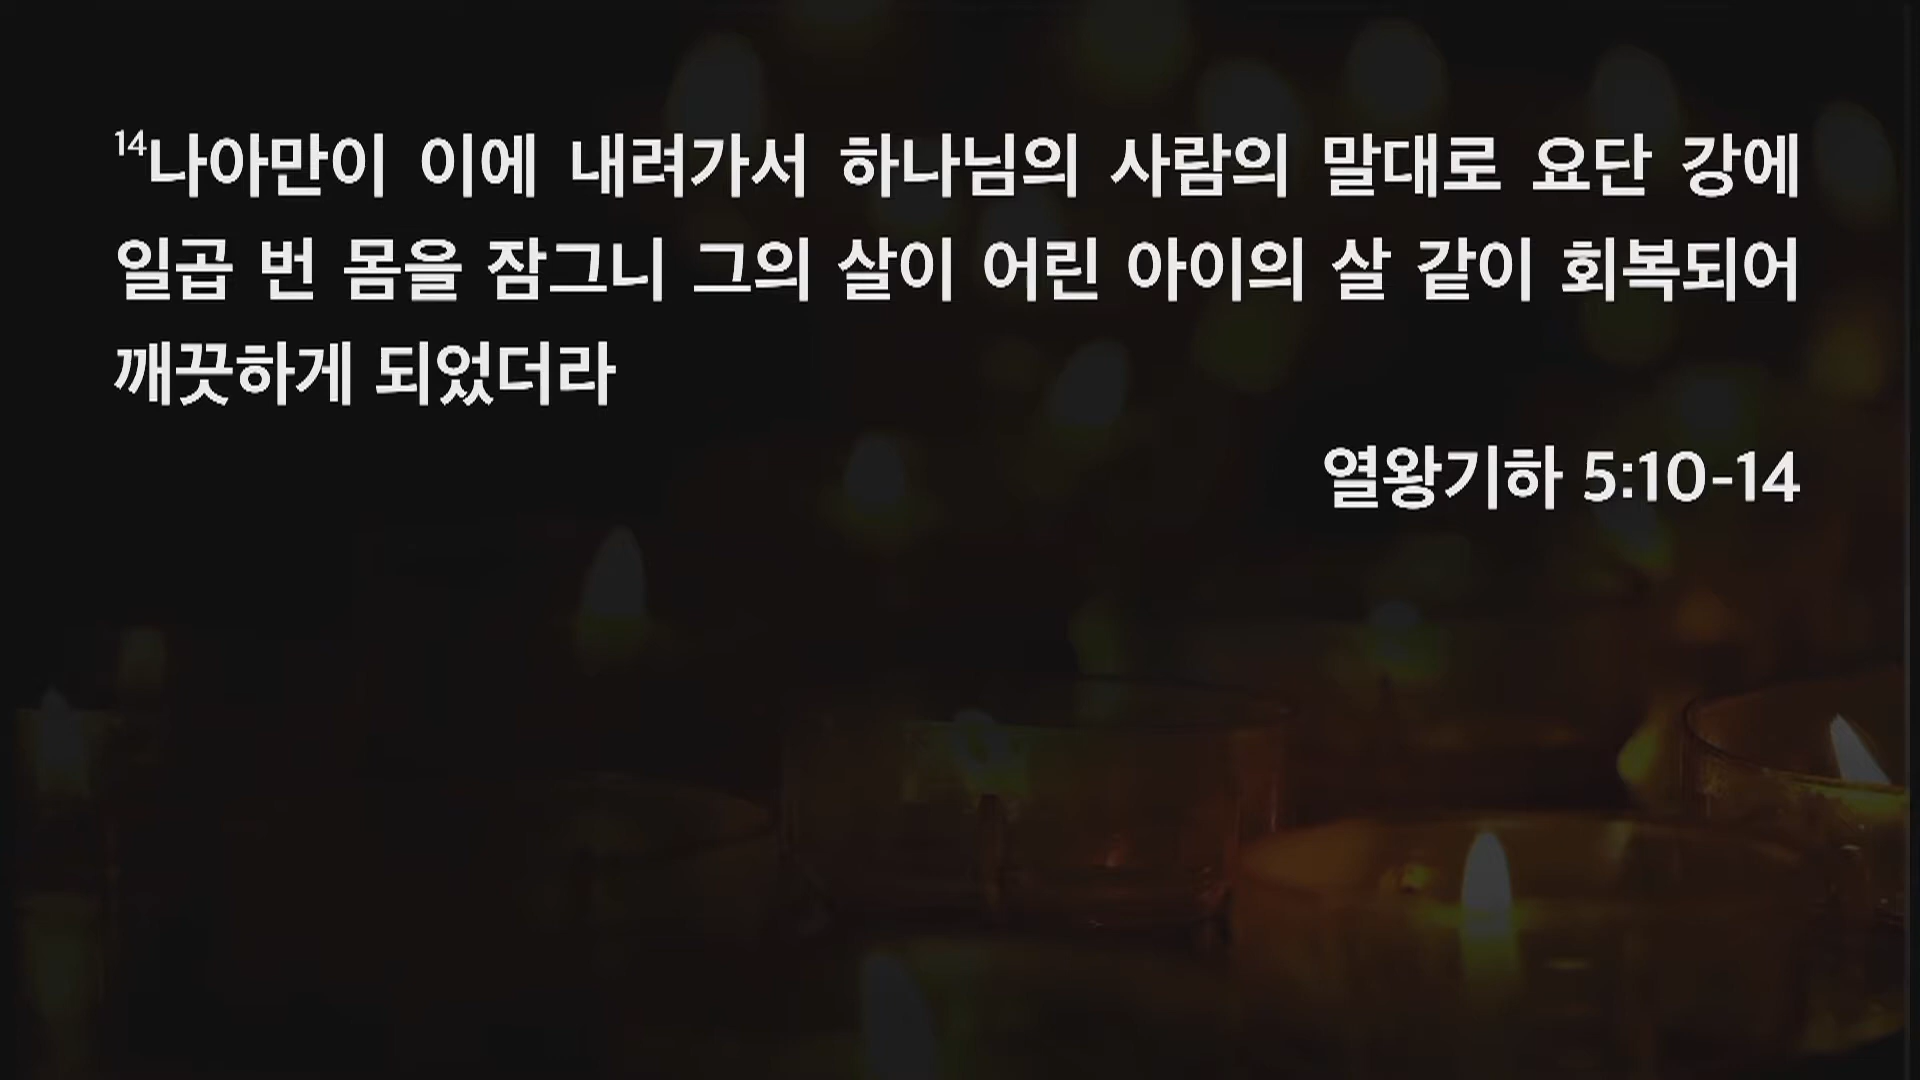 14나아만이 이에 내려가서 하나님의 사람의 말대로 요단 강에
일곱 번 몸을 잠그니 그의 살이 어린 아이의 살 같이 회복되어
깨끗하게 되었더라
열왕기하 5:10-14